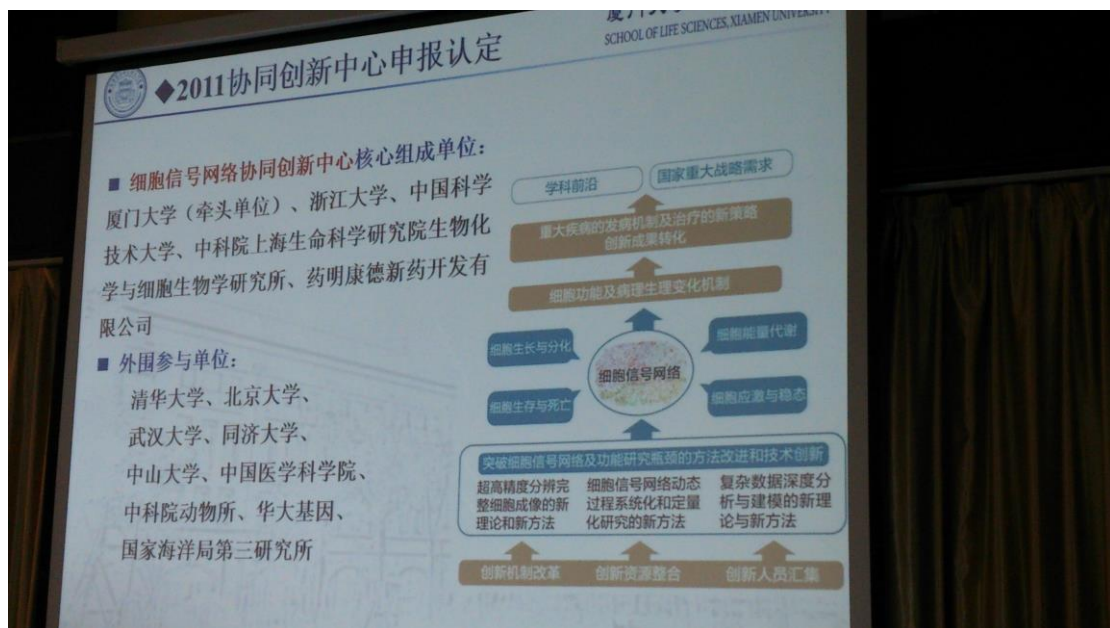 SCHOOL OF LIFE SCIENCES, XIAMEN UNIVERSITY
◆2011协同创新中心申报认定
■ 细胞信号网络协同创新中心核心组成单位：
厦门大学（牵头单位）、浙江大学、中国科学
技术大学、中科院上海生命科学研究院生物化
学与细胞生物学研究所、药明康德新药开发有
限公司
■ 外围参与单位：
清华大学、北京大学、
武汉大学、同济大学、
中山大学、中国医学科学院、
中科院动物所、华大基因、
国家海洋局第三研究所
学科前沿
国家重大战略需求
重大疾病的发病机制及治疗的新策略
创新成果转化
细胞功能及病理生理变化机制
细胞生长与分化
细胞能量代谢
细胞信号网络
细胞生存与死亡
细胞应激与稳态
突破细胞信号网络及功能研究瓶颈的方法改进和技术创新
超高精度分辨完
整细胞成像的新
理论和新方法
细胞信号网络动态
过程系统化和定量
化研究的新方法
复杂数据深度分
析与建模的新理
论与新方法
创新机制改革
创新资源整合
创新人员汇集